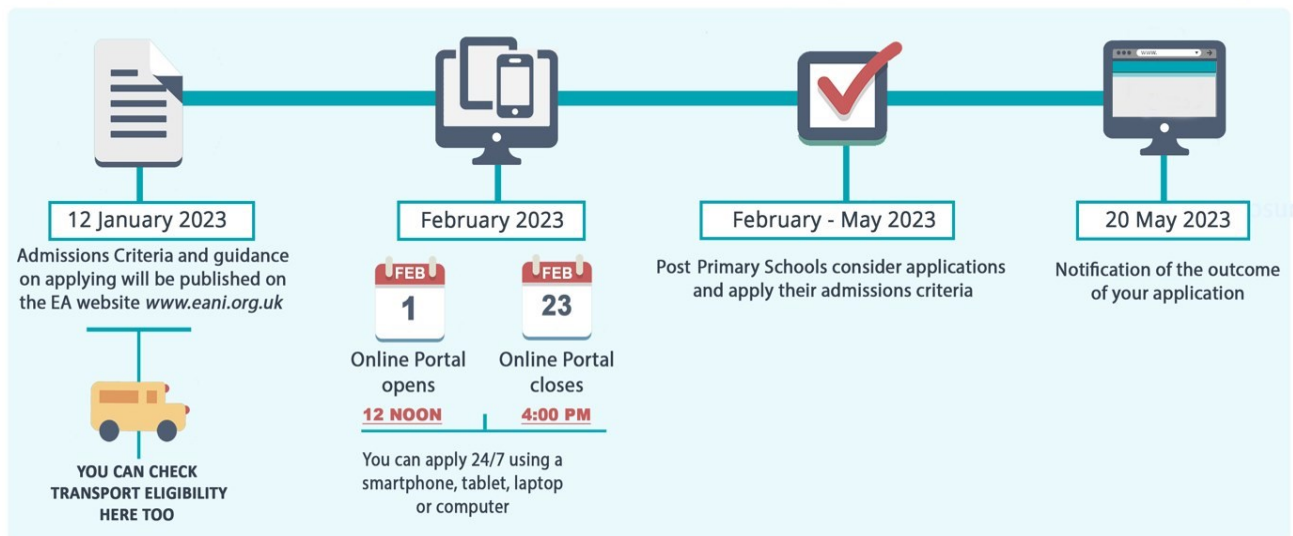 12 January 2023
Admissions Criteria and guidance
on applying will be published on
the EA website www.eani.org.uk
YOU CAN CHECK
TRANSPORT ELIGIBILITY
HERE TOO
February 2023
FEB
1
Online Portal
opens
12 NOON
FEB
23
Online Portal
closes
4:00 PM
You can apply 24/7 using a
smartphone, tablet, laptop
or computer
February - May 2023
Post Primary Schools consider applications
and apply their admissions criteria
www.
20 May 2023
Notification of the outcome
of your application